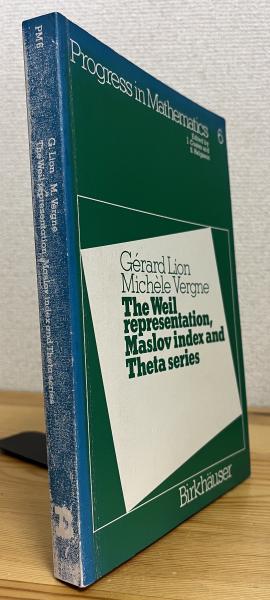 PM 6
G. Lion M. Vergne
The Weil representation, Maslov index and Theta series
Progress in Mathematics 6
Edited by
J. Coates and
S. Helgason
Gérard Lion
Michèle Vergne
The Weil
representation,
Maslov index and
Theta series
Birkhäuser